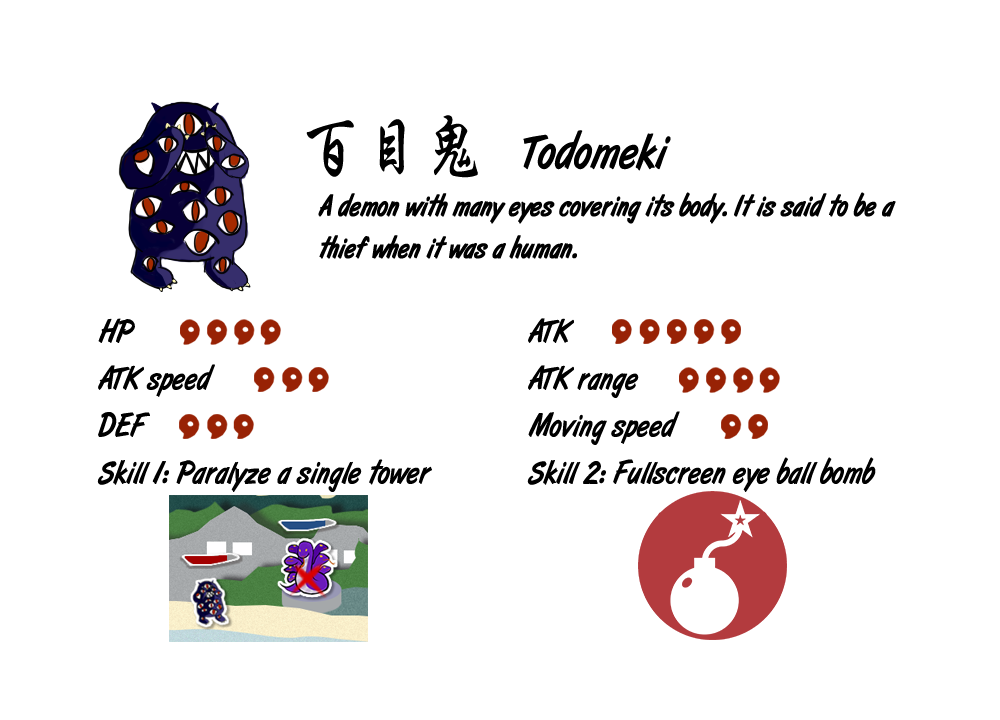 百目鬼 Todomeki
A demon with many eyes covering its body. It is said to be a
thief when it was a human.
HP
ATK
ATK speed
ATK range
DEF
Moving speed
Skill 1: Paralyze a single tower
Skill 2: Fullscreen eye ball bomb